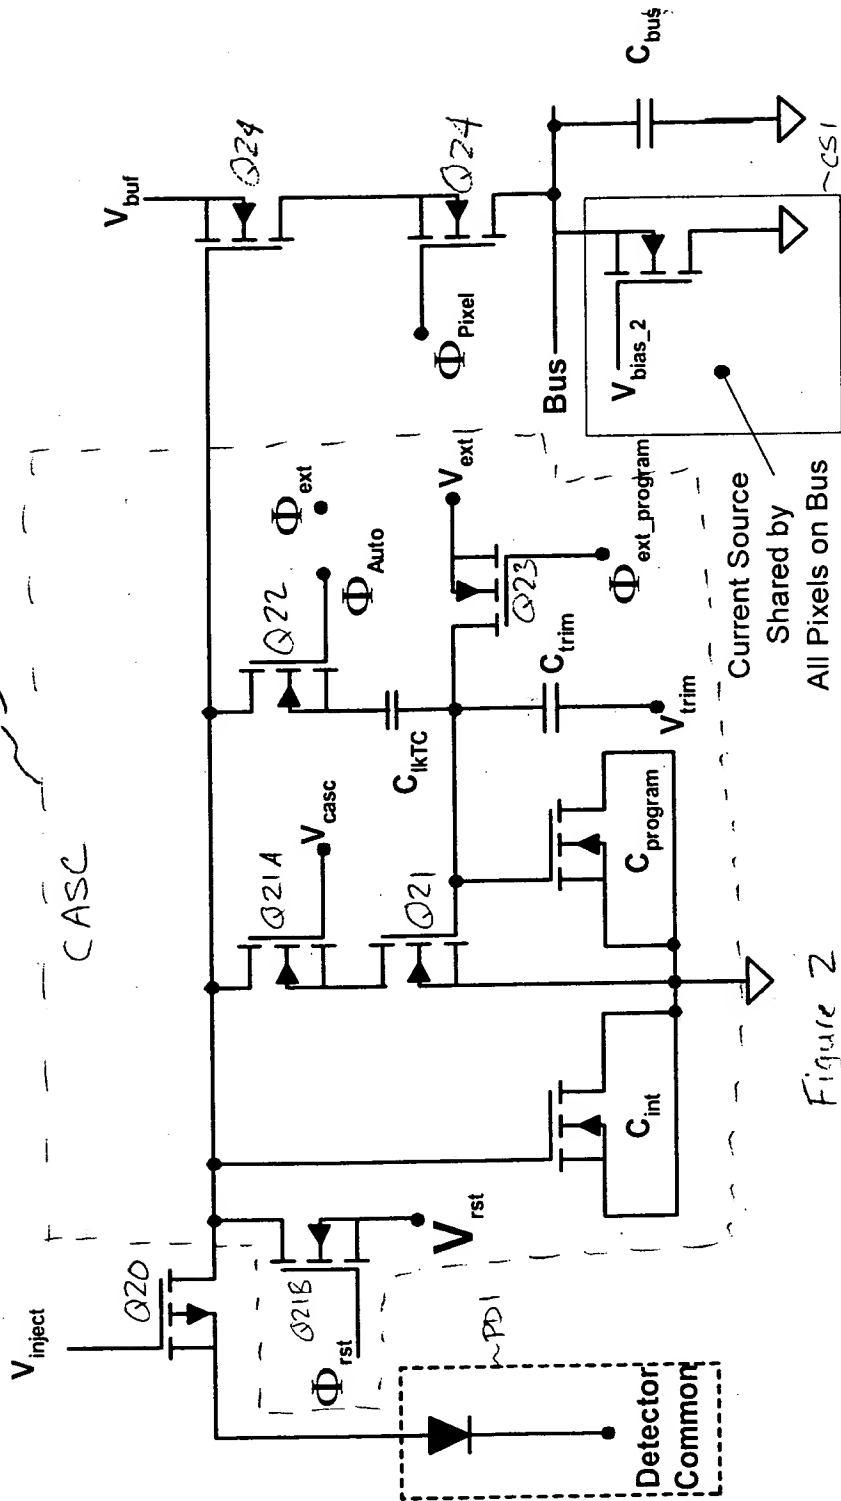 CASC
V_inject
Q20
Q21B
Φ_rst
V_rst
~PD1
Detector
Common
C_int
Q21A
V_casc
Q21
C_program
Q22
Φ_Auto
Φ_ext
C_lkTC
C_trim
V_trim
Q23
V_ext
Φ_ext_program
V_buf
Q24
Q24
Φ_Pixel
Bus
C_bus
V_bias_2
~CS1
Current Source
Shared by
All Pixels on Bus
Figure 2